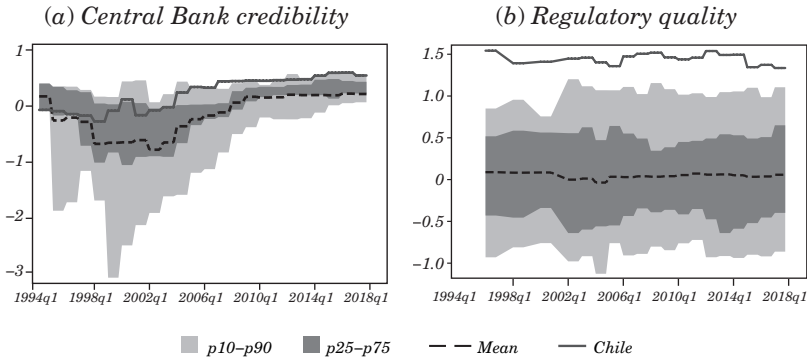 (a) Central Bank credibility
1
0
−1
−2
−3
1994q1 1998q1 2002q1 2006q1 2010q1 2014q1 2018q1
(b) Regulatory quality
1.5
1.0
0.5
0
−0.5
−1.0
1994q1 1998q1 2002q1 2006q1 2010q1 2014q1 2018q1
p10−p90 p25−p75 Mean Chile